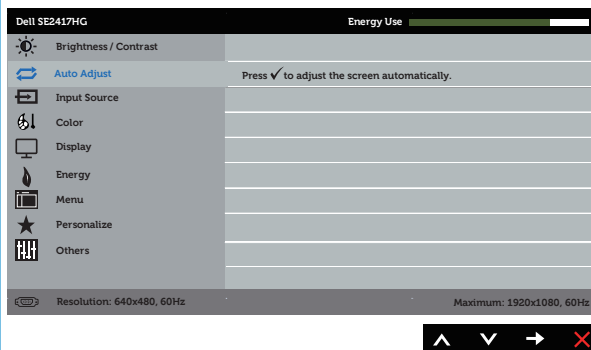 Dell SE2417HG Energy Use
Brightness / Contrast
Auto Adjust Press ✓ to adjust the screen automatically.
Input Source
Color
Display
Energy
Menu
Personalize
Others
Resolution: 640x480, 60Hz Maximum: 1920x1080, 60Hz